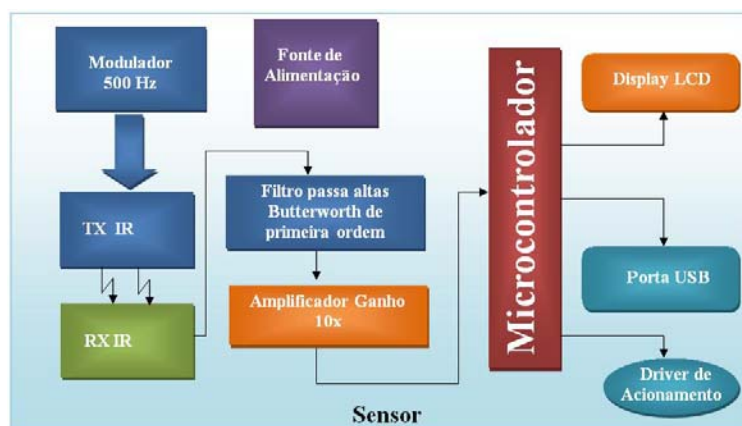 Modulador
500 Hz
Fonte de
Alimentação
TX IR
RX IR
Filtro passa altas
Butterworth de
primeira ordem
Amplificador Ganho
10x
Microcontrolador
Display LCD
Porta USB
Driver de
Acionamento
Sensor